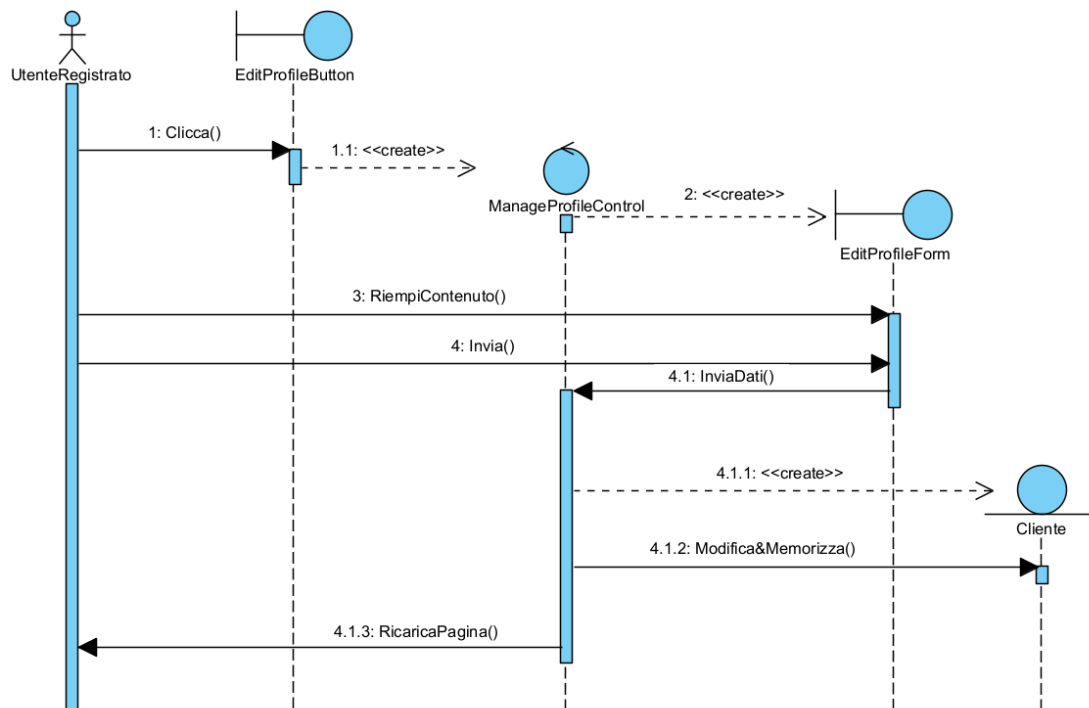 UtenteRegistrato
EditProfileButton
1: Clicca()
1.1: <<create>>
ManageProfileControl
2: <<create>>
EditProfileForm
3: RiempiContenuto()
4: Invia()
4.1: InviaDati()
4.1.1: <<create>>
Cliente
4.1.2: Modifica&Memorizza()
4.1.3: RicaricaPagina()